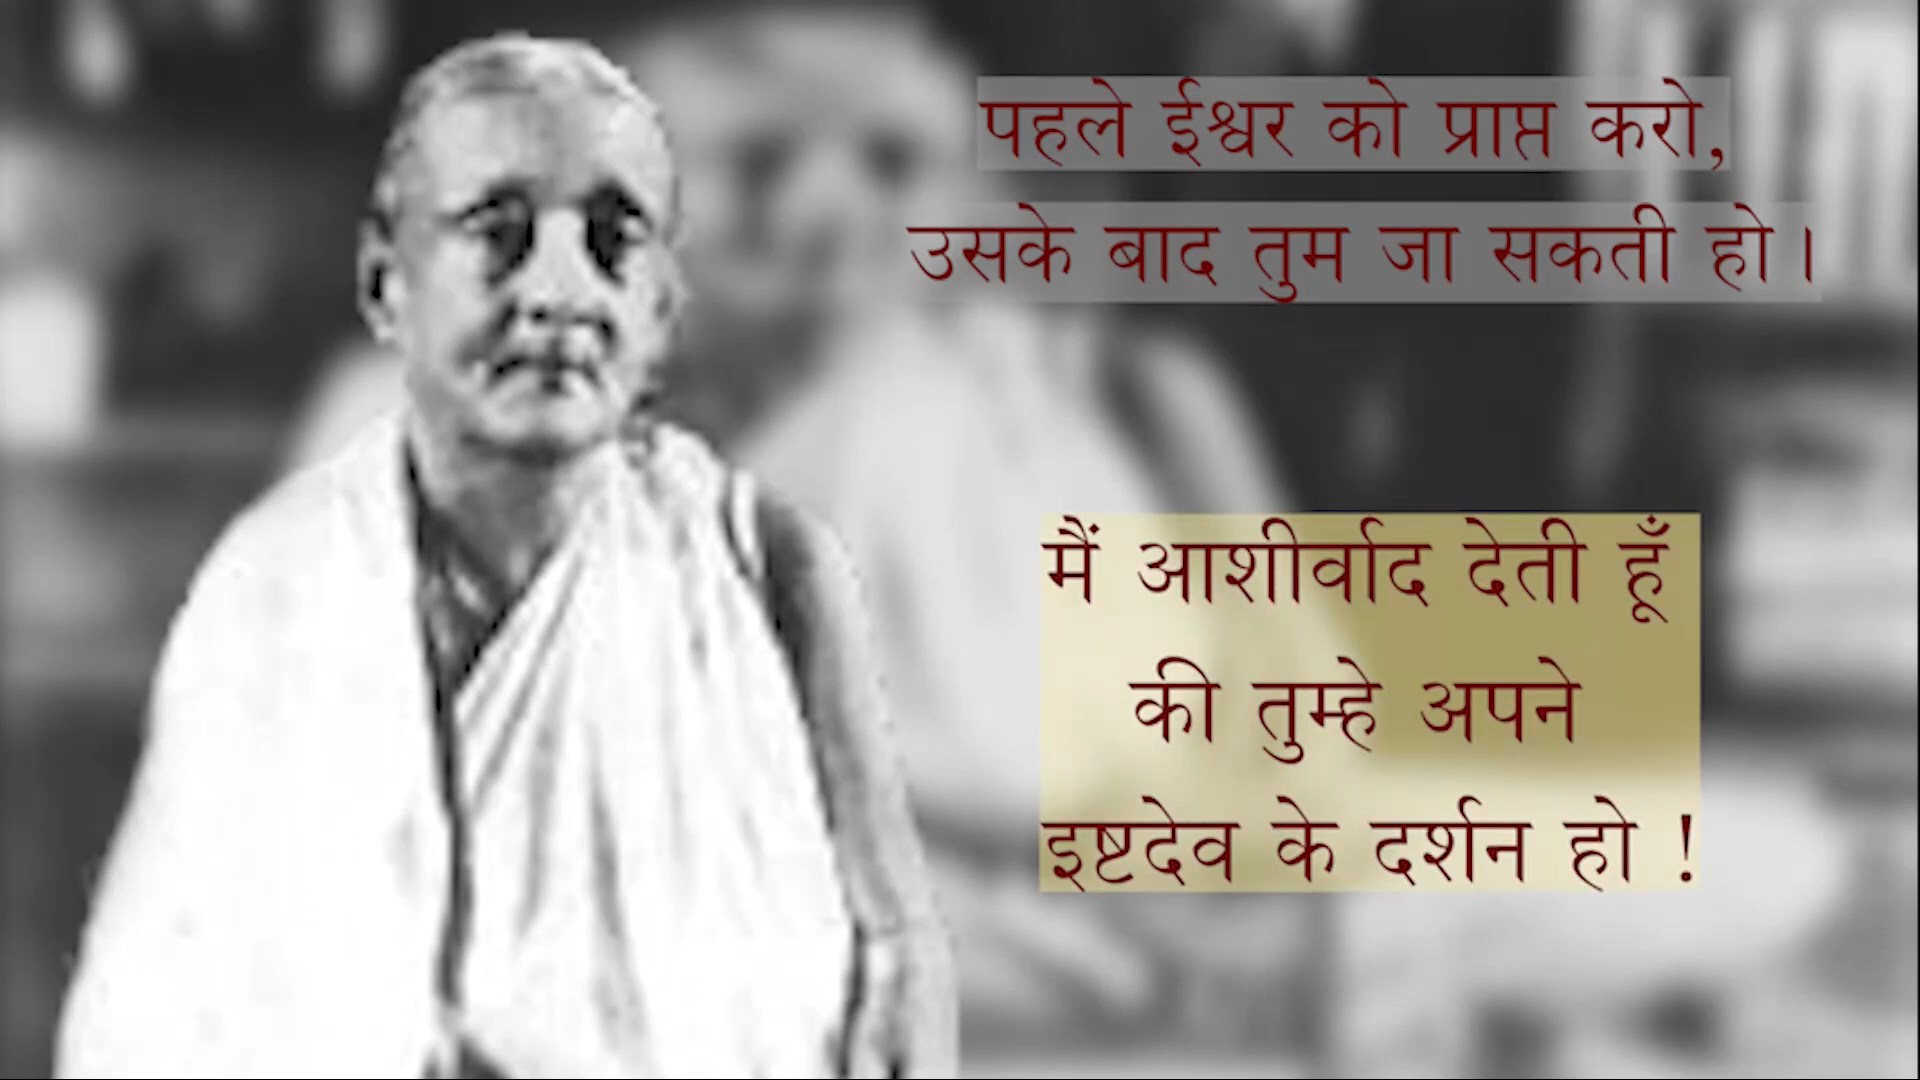 पहले ईश्वर को प्राप्त करो,
उसके बाद तुम जा सकती हो।
मैं आशीर्वाद देती हूँ
की तुम्हे अपने
इष्टदेव के दर्शन हो !